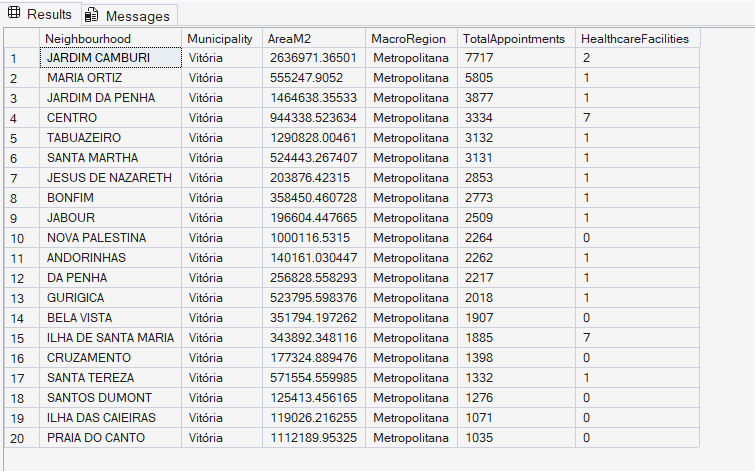 Results Messages
Neighbourhood Municipality AreaM2 MacroRegion TotalAppointments HealthcareFacilities
1 JARDIM CAMBURI Vitória 2636971.36501 Metropolitana 7717 2
2 MARIA ORTIZ Vitória 555247.9052 Metropolitana 5805 1
3 JARDIM DA PENHA Vitória 1464638.35533 Metropolitana 3877 1
4 CENTRO Vitória 944338.523634 Metropolitana 3334 7
5 TABUAZEIRO Vitória 1290828.00461 Metropolitana 3132 1
6 SANTA MARTHA Vitória 524443.267407 Metropolitana 3131 1
7 JESUS DE NAZARETH Vitória 203876.42315 Metropolitana 2853 1
8 BONFIM Vitória 358450.460728 Metropolitana 2773 1
9 JABOUR Vitória 196604.447665 Metropolitana 2509 1
10 NOVA PALESTINA Vitória 1000116.5315 Metropolitana 2264 0
11 ANDORINHAS Vitória 140161.030447 Metropolitana 2262 1
12 DA PENHA Vitória 256828.558293 Metropolitana 2217 1
13 GURIGICA Vitória 523795.598376 Metropolitana 2018 1
14 BELA VISTA Vitória 351794.197262 Metropolitana 1907 0
15 ILHA DE SANTA MARIA Vitória 343892.348116 Metropolitana 1885 7
16 CRUZAMENTO Vitória 177324.889476 Metropolitana 1398 0
17 SANTA TEREZA Vitória 571554.559985 Metropolitana 1332 1
18 SANTOS DUMONT Vitória 125413.456165 Metropolitana 1276 0
19 ILHA DAS CAIEIRAS Vitória 119026.216255 Metropolitana 1071 0
20 PRAIA DO CANTO Vitória 1112189.95325 Metropolitana 1035 0